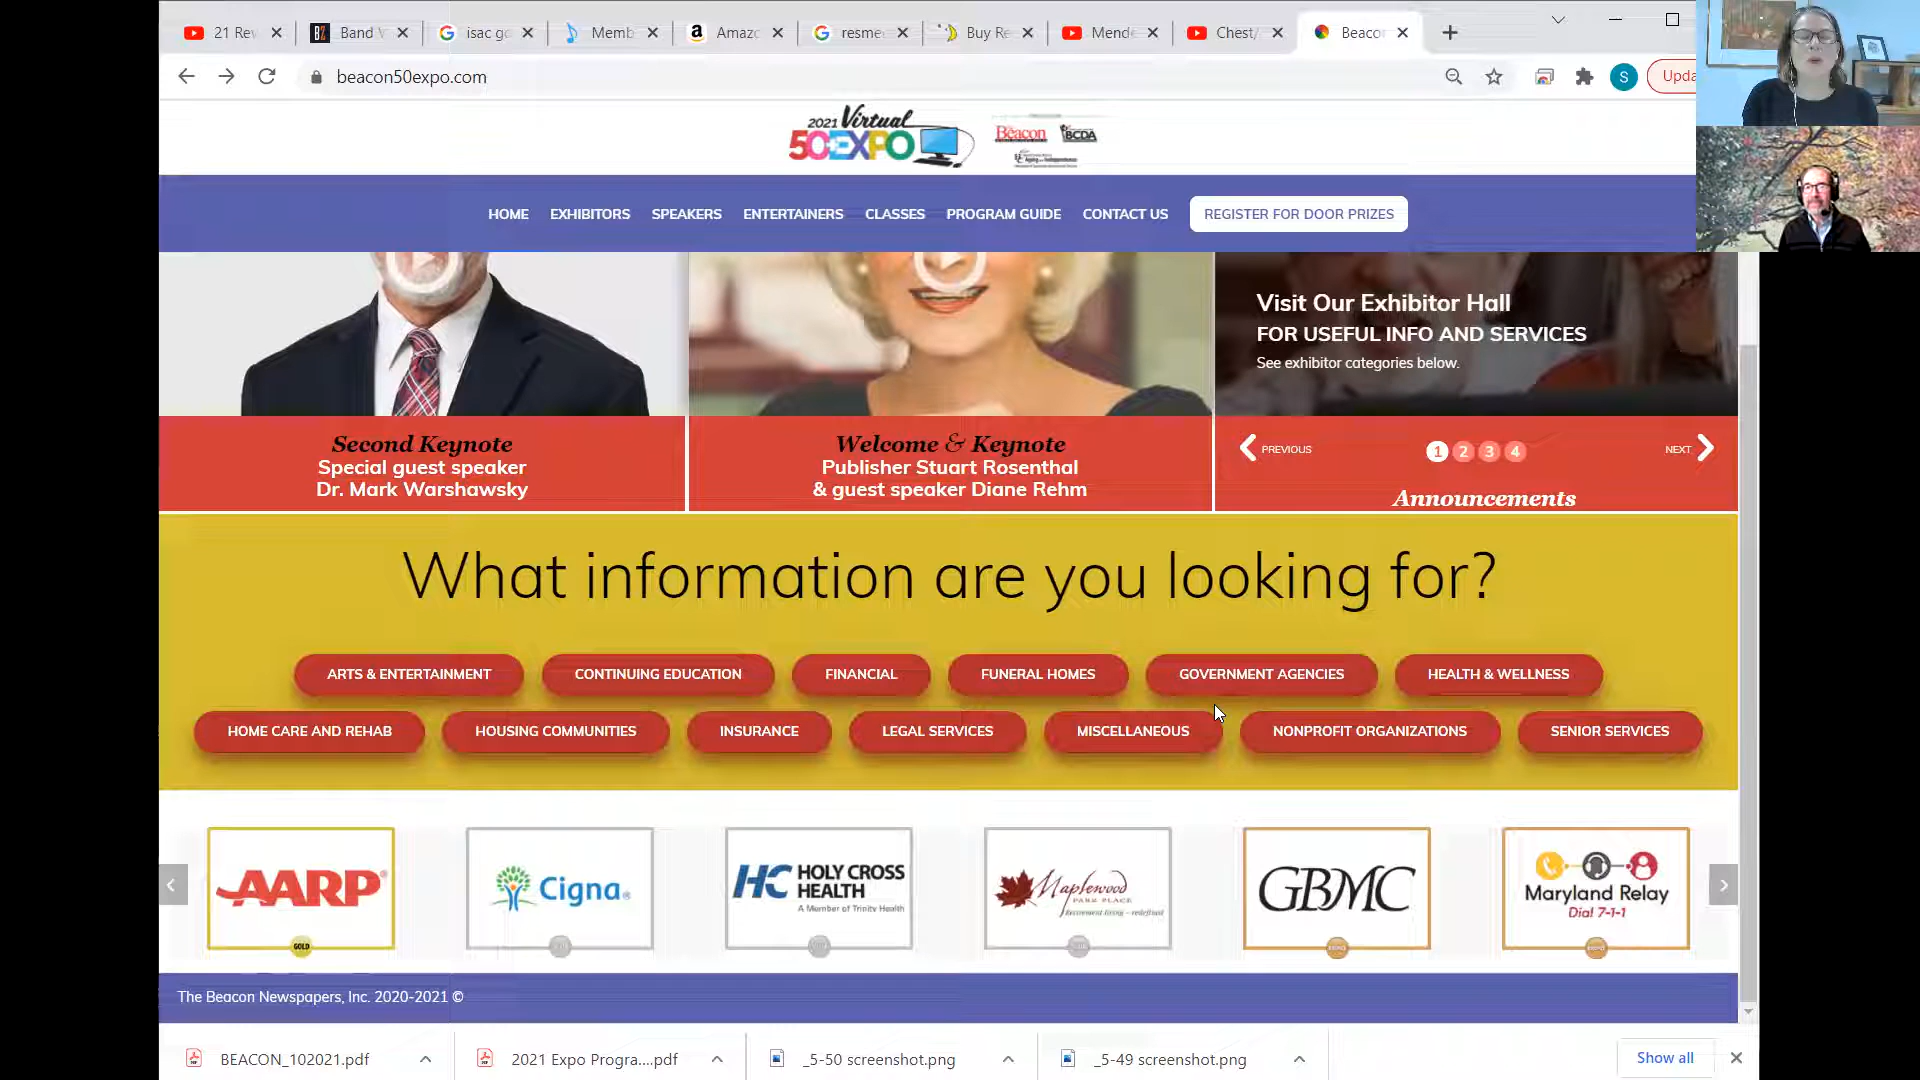 21 Rev
Band V
isac go
Memb
Amazo
resme
Buy Re
Mende
Chest/
Beacon
beacon50expo.com
S
Upda
2021 Virtual
50+EXPO
The Beacon
BCDA
HOME
EXHIBITORS
SPEAKERS
ENTERTAINERS
CLASSES
PROGRAM GUIDE
CONTACT US
REGISTER FOR DOOR PRIZES
Visit Our Exhibitor Hall
FOR USEFUL INFO AND SERVICES
See exhibitor categories below.
Second Keynote
Special guest speaker
Dr. Mark Warshawsky
Welcome & Keynote
Publisher Stuart Rosenthal
& guest speaker Diane Rehm
PREVIOUS
1 2 3 4
NEXT
Announcements
What information are you looking for?
ARTS & ENTERTAINMENT
CONTINUING EDUCATION
FINANCIAL
FUNERAL HOMES
GOVERNMENT AGENCIES
HEALTH & WELLNESS
HOME CARE AND REHAB
HOUSING COMMUNITIES
INSURANCE
LEGAL SERVICES
MISCELLANEOUS
NONPROFIT ORGANIZATIONS
SENIOR SERVICES
AARP®
GOLD
Cigna®
HC HOLY CROSS
HEALTH
A Member of Trinity Health
Maplewood
PARK PLACE
Retirement living – redefined
GBMC
Maryland Relay
Dial 7-1-1
The Beacon Newspapers, Inc. 2020-2021 ©
BEACON_102021.pdf
2021 Expo Progra....pdf
_5-50 screenshot.png
_5-49 screenshot.png
Show all